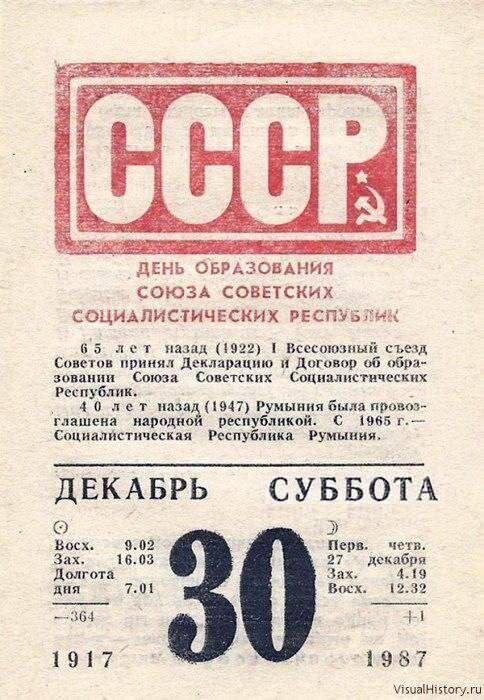 СССР
ДЕНЬ ОБРАЗОВАНИЯ
СОЮЗА СОВЕТСКИХ
СОЦИАЛИСТИЧЕСКИХ РЕСПУБЛИК
65 лет назад (1922) I Всесоюзный съезд
Советов принял Декларацию и Договор об обра-
зовании Союза Советских Социалистических
Республик.
40 лет назад (1947) Румыния была провоз-
глашена народной республикой. С 1965 г.—
Социалистическая Республика Румыния.
ДЕКАБРЬ СУББОТА
Восх. 9.02
Зах. 16.03
Долгота
дня 7.01
—364
30
Перв. четв.
27 декабря
Зах. 4.19
Восх. 12.32
+1
1917 1987
VisualHistory.ru